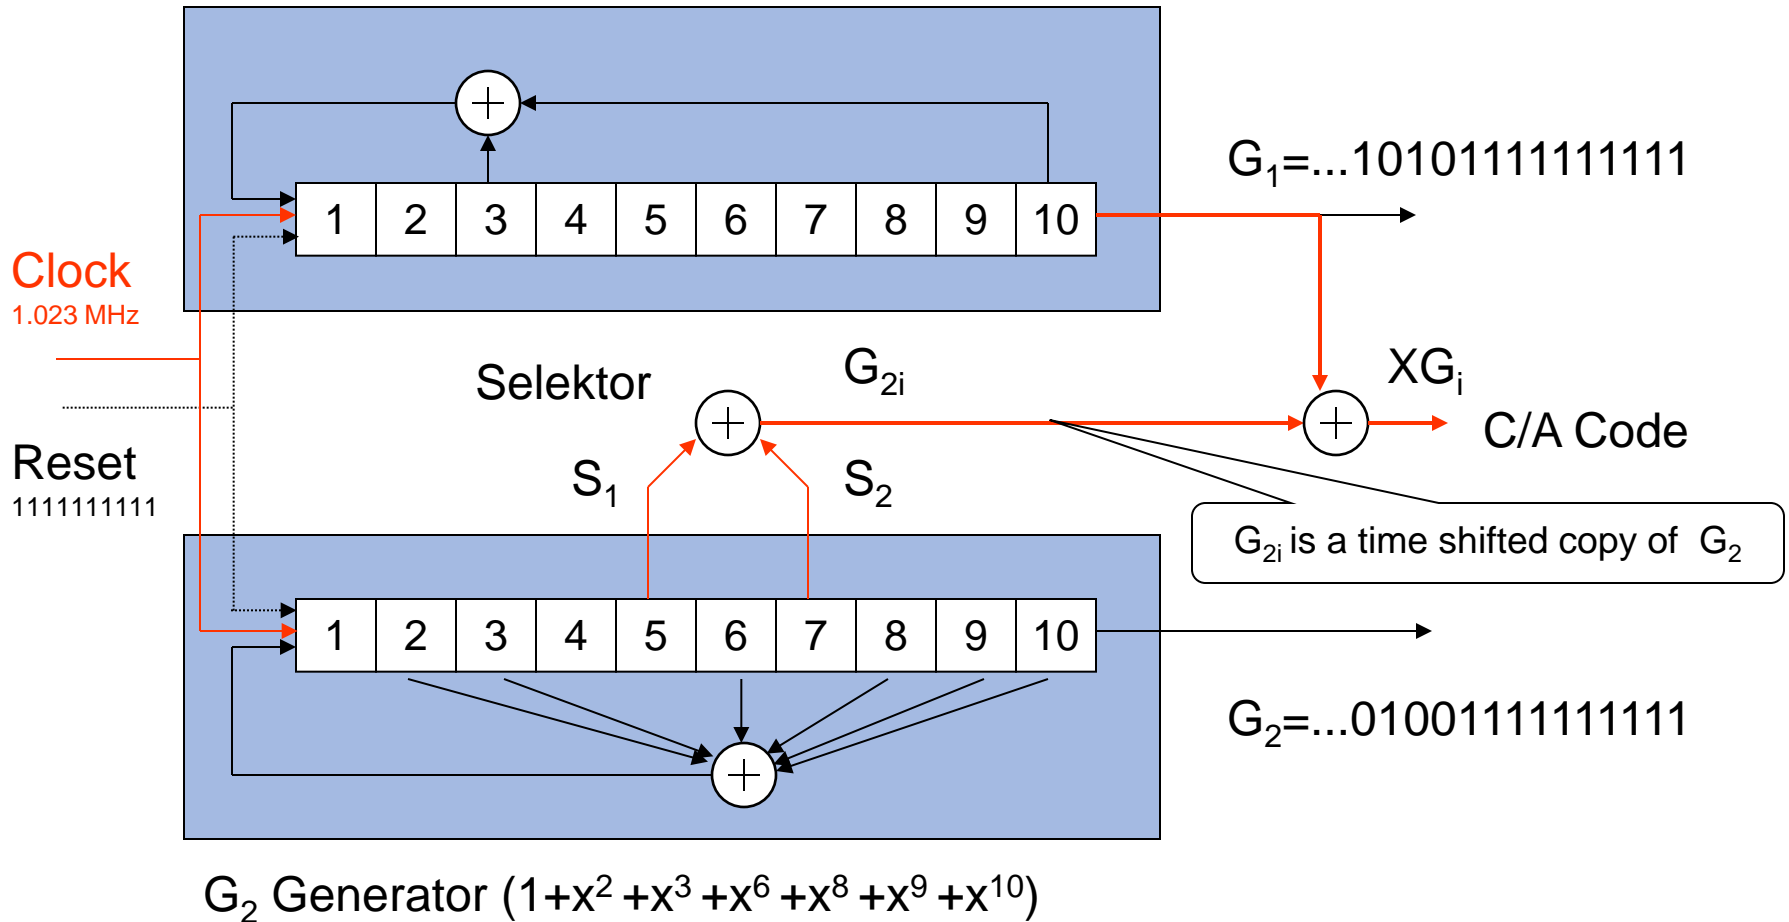 G1=...10101111111111
1 2 3 4 5 6 7 8 9 10
Clock
1.023 MHz
Selektor
G2i
XGi
C/A Code
Reset
1111111111
S1
S2
G2i is a time shifted copy of G2
1 2 3 4 5 6 7 8 9 10
G2=...01001111111111
G2 Generator (1+x2 +x3 +x6 +x8 +x9 +x10)